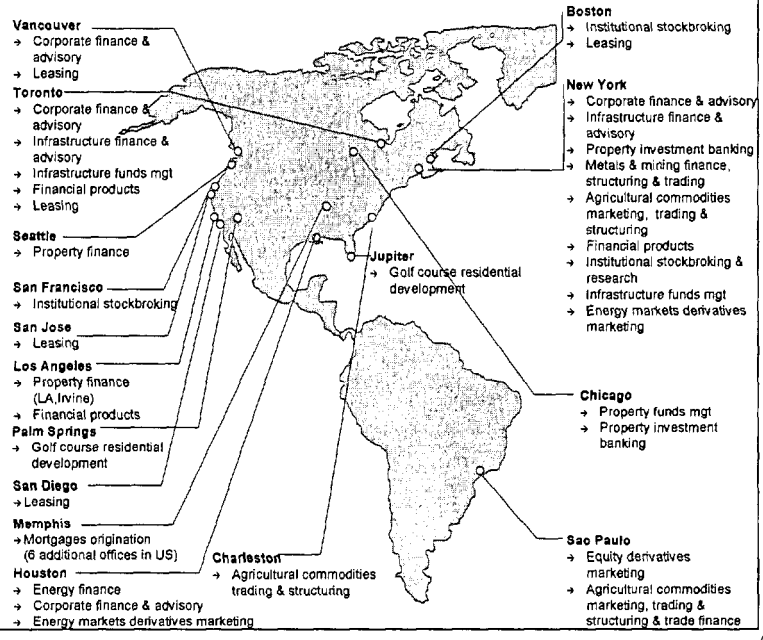 Vancouver
→ Corporate finance &
advisory
→ Leasing
Toronto
→ Corporate finance &
advisory
→ Infrastructure finance &
advisory
→ Infrastructure funds mgt
→ Financial products
→ Leasing
Seattle
→ Property finance
San Francisco
→ Institutional stockbroking
San Jose
→ Leasing
Los Angeles
→ Property finance
(LA,Irvine)
→ Financial products
Palm Springs
→ Golf course residential
development
San Diego
→ Leasing
Memphis
→ Mortgages origination
(6 additional offices in US)
Houston
→ Energy finance
→ Corporate finance & advisory
→ Energy markets derivatives marketing
Charleston
→ Agricultural commodities
trading & structuring
Jupiter
→ Golf course residential
development
Boston
→ Institutional stockbroking
→ Leasing
New York
→ Corporate finance & advisory
→ Infrastructure finance &
advisory
→ Property investment banking
→ Metals & mining finance,
structuring & trading
→ Agricultural commodities
marketing, trading &
structuring
→ Financial products
→ Institutional stockbroking &
research
→ Infrastructure funds mgt
→ Energy markets derivatives
marketing
Chicago
→ Property funds mgt
→ Property investment
banking
Sao Paulo
→ Equity derivatives
marketing
→ Agricultural commodities
marketing, trading &
structuring & trade finance